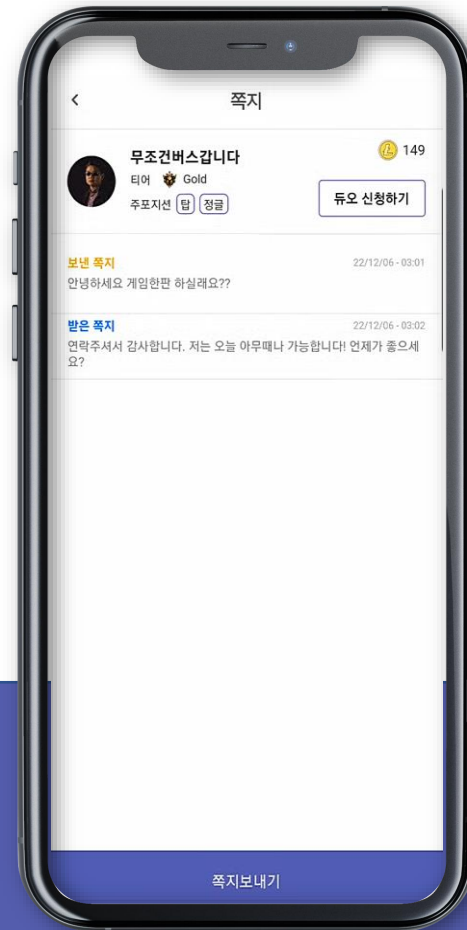 쪽지
무조건버스갑니다
149
티어 Gold
듀오 신청하기
주포지션 탑 정글
보낸 쪽지 22/12/06 - 03:01
안녕하세요 게임한판 하실래요??
받은 쪽지 22/12/06 - 03:02
연락주셔서 감사합니다. 저는 오늘 아무때나 가능합니다! 언제가 좋으세
요?
쪽지보내기